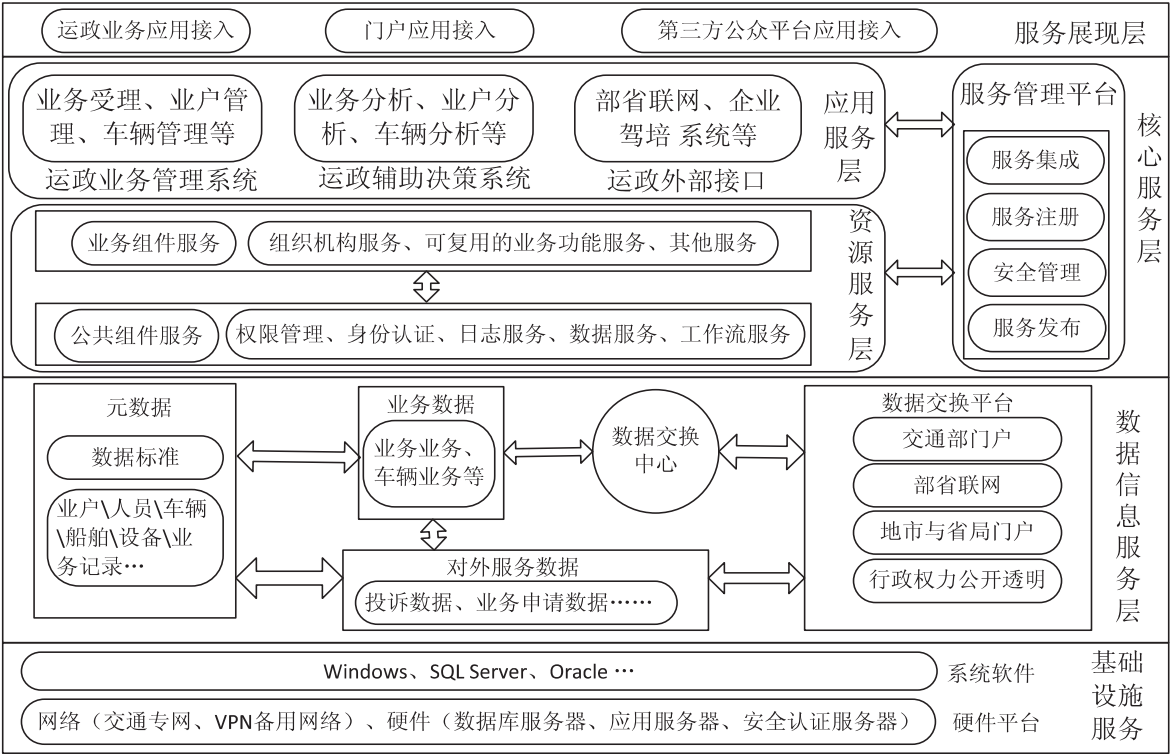 运政业务应用接入
门户应用接入
第三方公众平台应用接入
服务展现层
业务受理、业户管
理、车辆管理等
运政业务管理系统
业务分析、业户分
析、车辆分析等
运政辅助决策系统
部省联网、企业
驾培 系统等
运政外部接口
应用服务层
服务管理平台
服务集成
服务注册
安全管理
服务发布
核心服务层
业务组件服务
组织机构服务、可复用的业务功能服务、其他服务
公共组件服务
权限管理、身份认证、日志服务、数据服务、工作流服务
资源服务层
元数据
数据标准
业户\人员\车辆
\船舶\设备\业
务记录…
业务数据
业务业务、
车辆业务等
数据交换
中心
数据交换平台
交通部门户
部省联网
地市与省局门户
行政权力公开透明
对外服务数据
投诉数据、业务申请数据……
数据信息服务层
Windows、SQL Server、Oracle …
系统软件
网络（交通专网、VPN备用网络）、硬件（数据库服务器、应用服务器、安全认证服务器）
硬件平台
基础
设施
服务